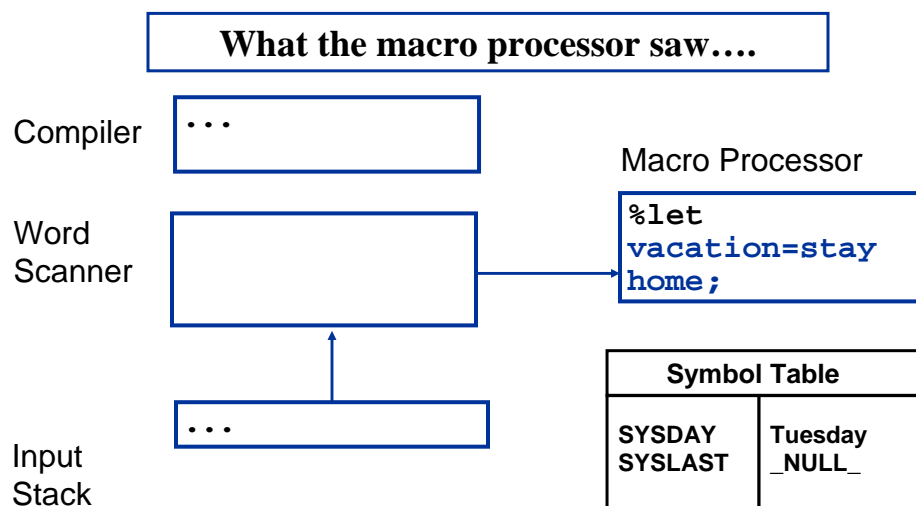 What the macro processor saw….
Compiler
...
Macro Processor
%let
vacation=stay
home;
Word
Scanner
Symbol Table
SYSDAY Tuesday
SYSLAST _NULL_
...
Input
Stack